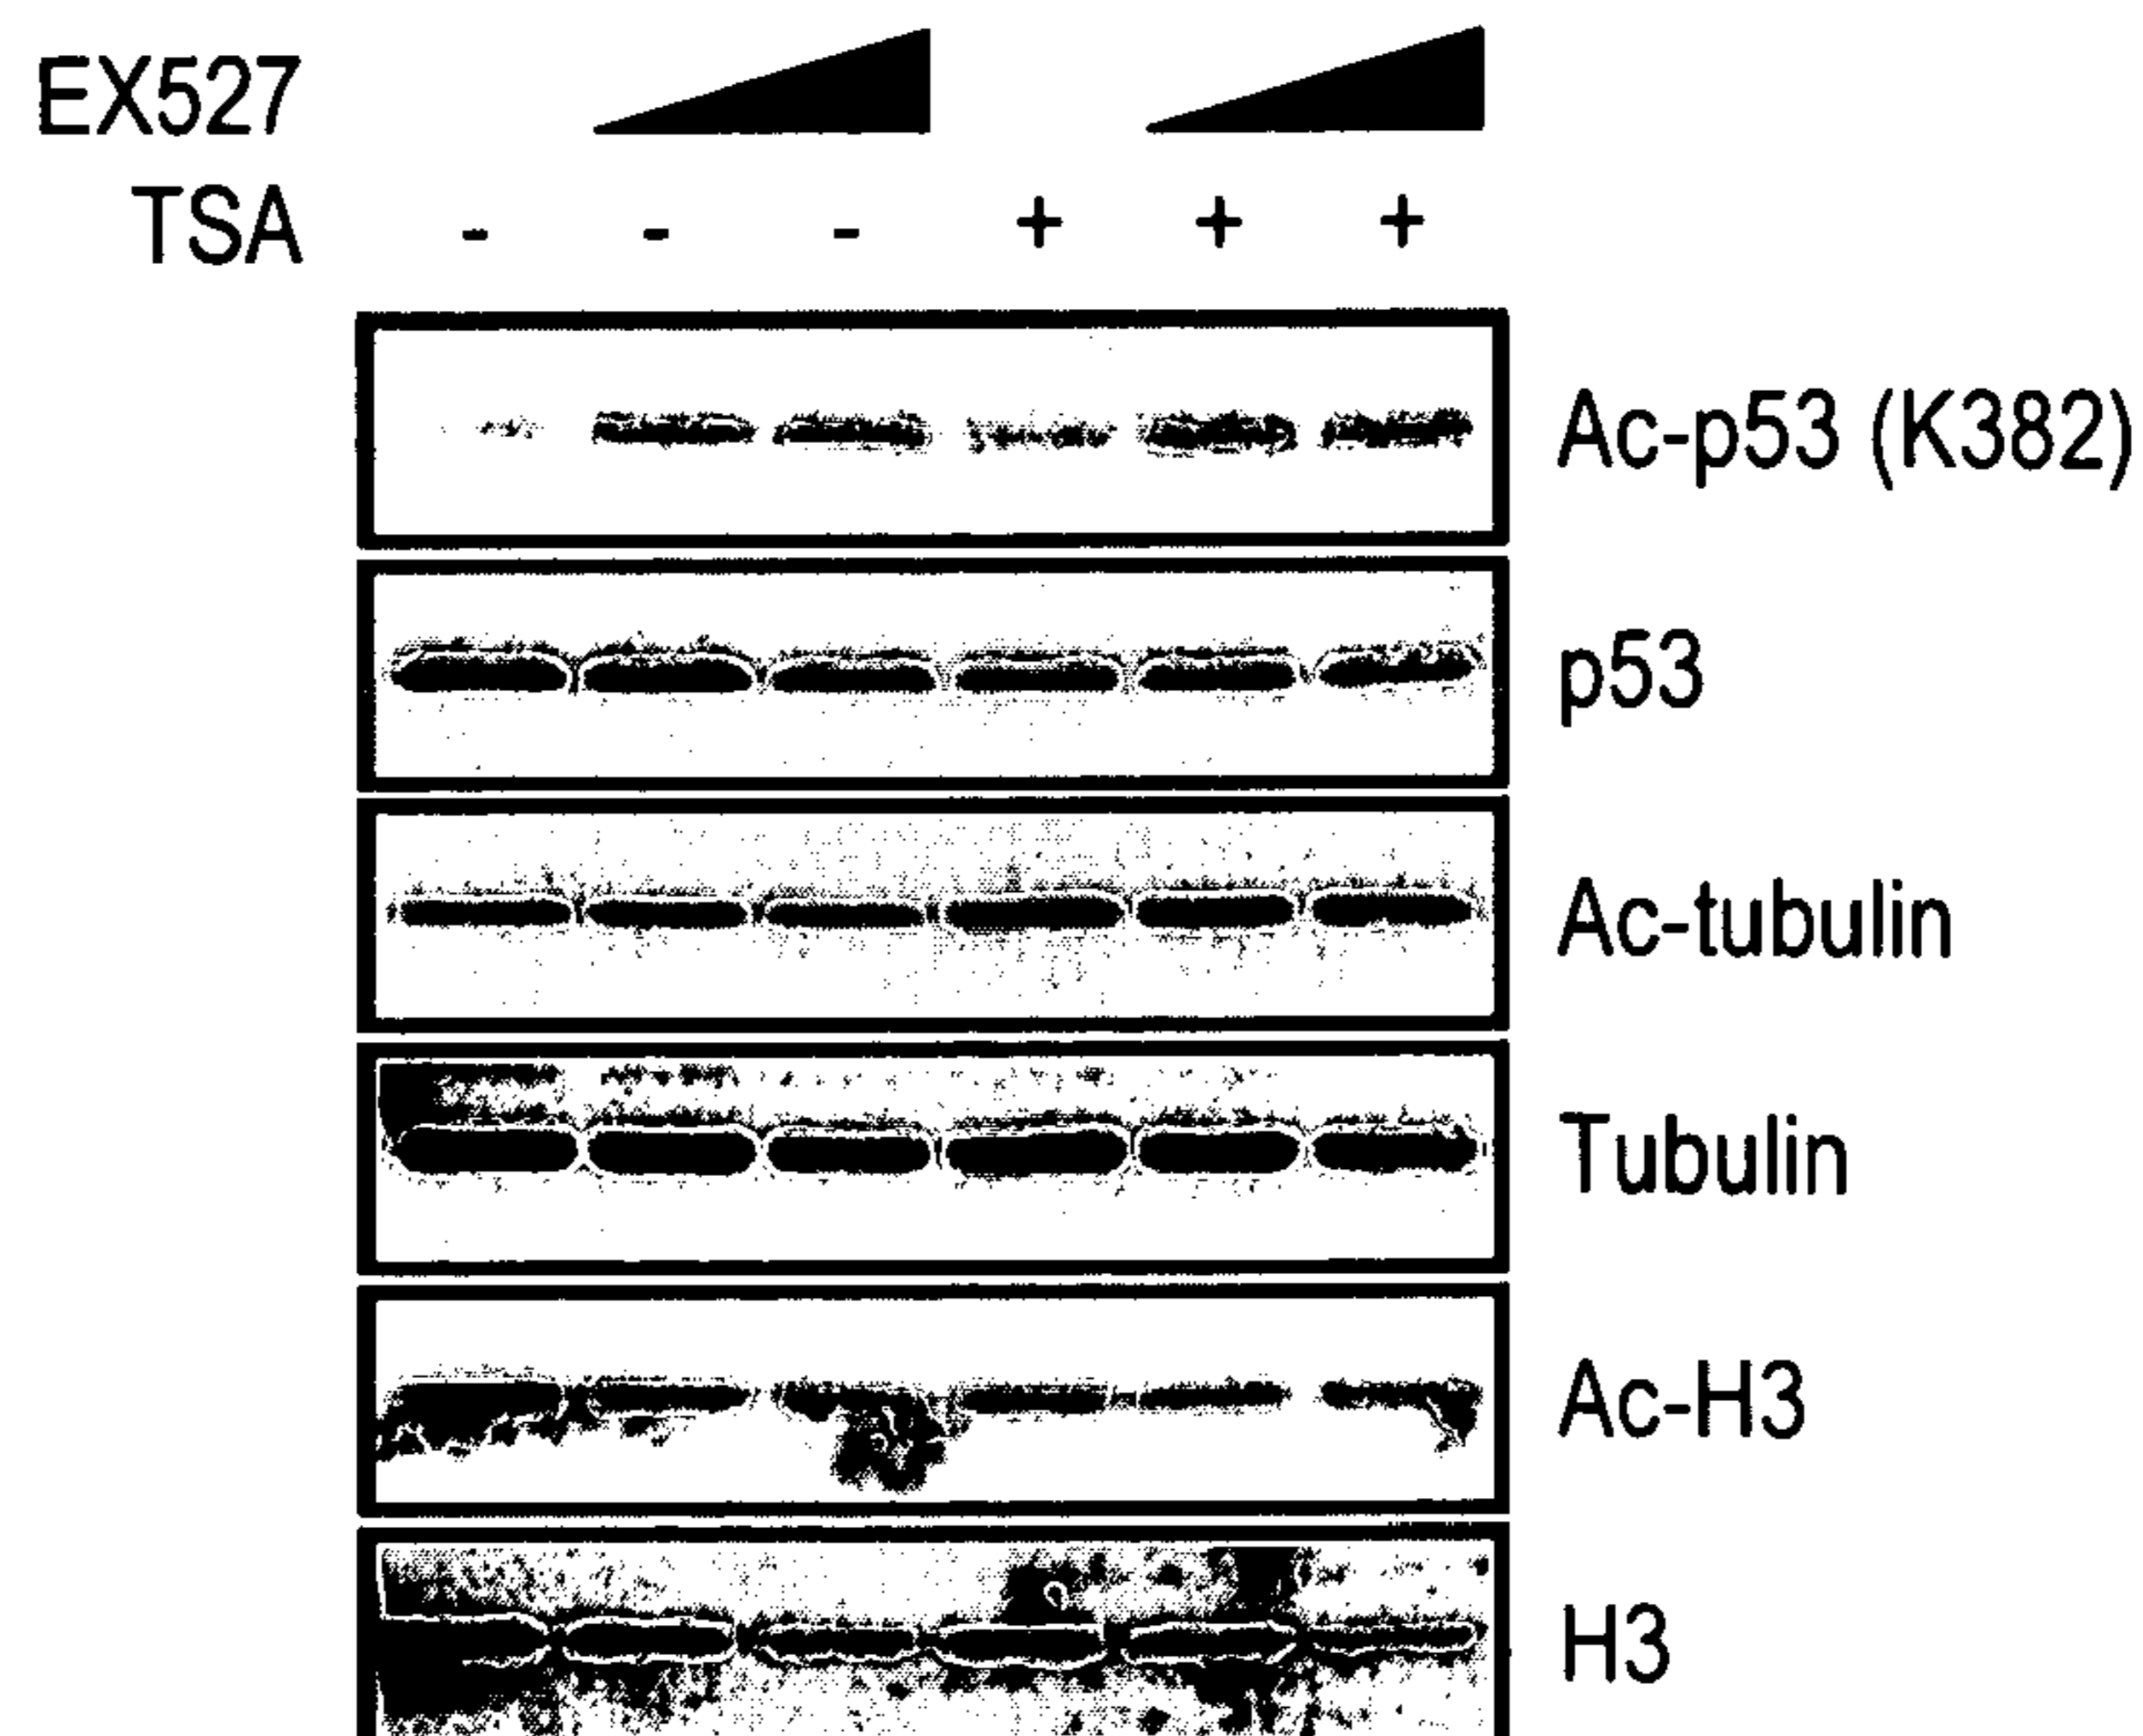 EX527
TSA - - - + + +
Ac-p53 (K382)
p53
Ac-tubulin
Tubulin
Ac-H3
H3